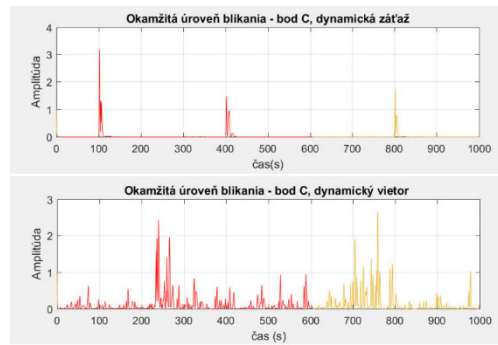 Okamžitá úroveň blikania - bod C, dynamická záťaž
4
3
2
1
0
Amplitúda
0 100 200 300 400 500 600 700 800 900 1000
čas(s)
Okamžitá úroveň blikania - bod C, dynamický vietor
3
2
1
0
Amplitúda
0 100 200 300 400 500 600 700 800 900 1000
čas (s)